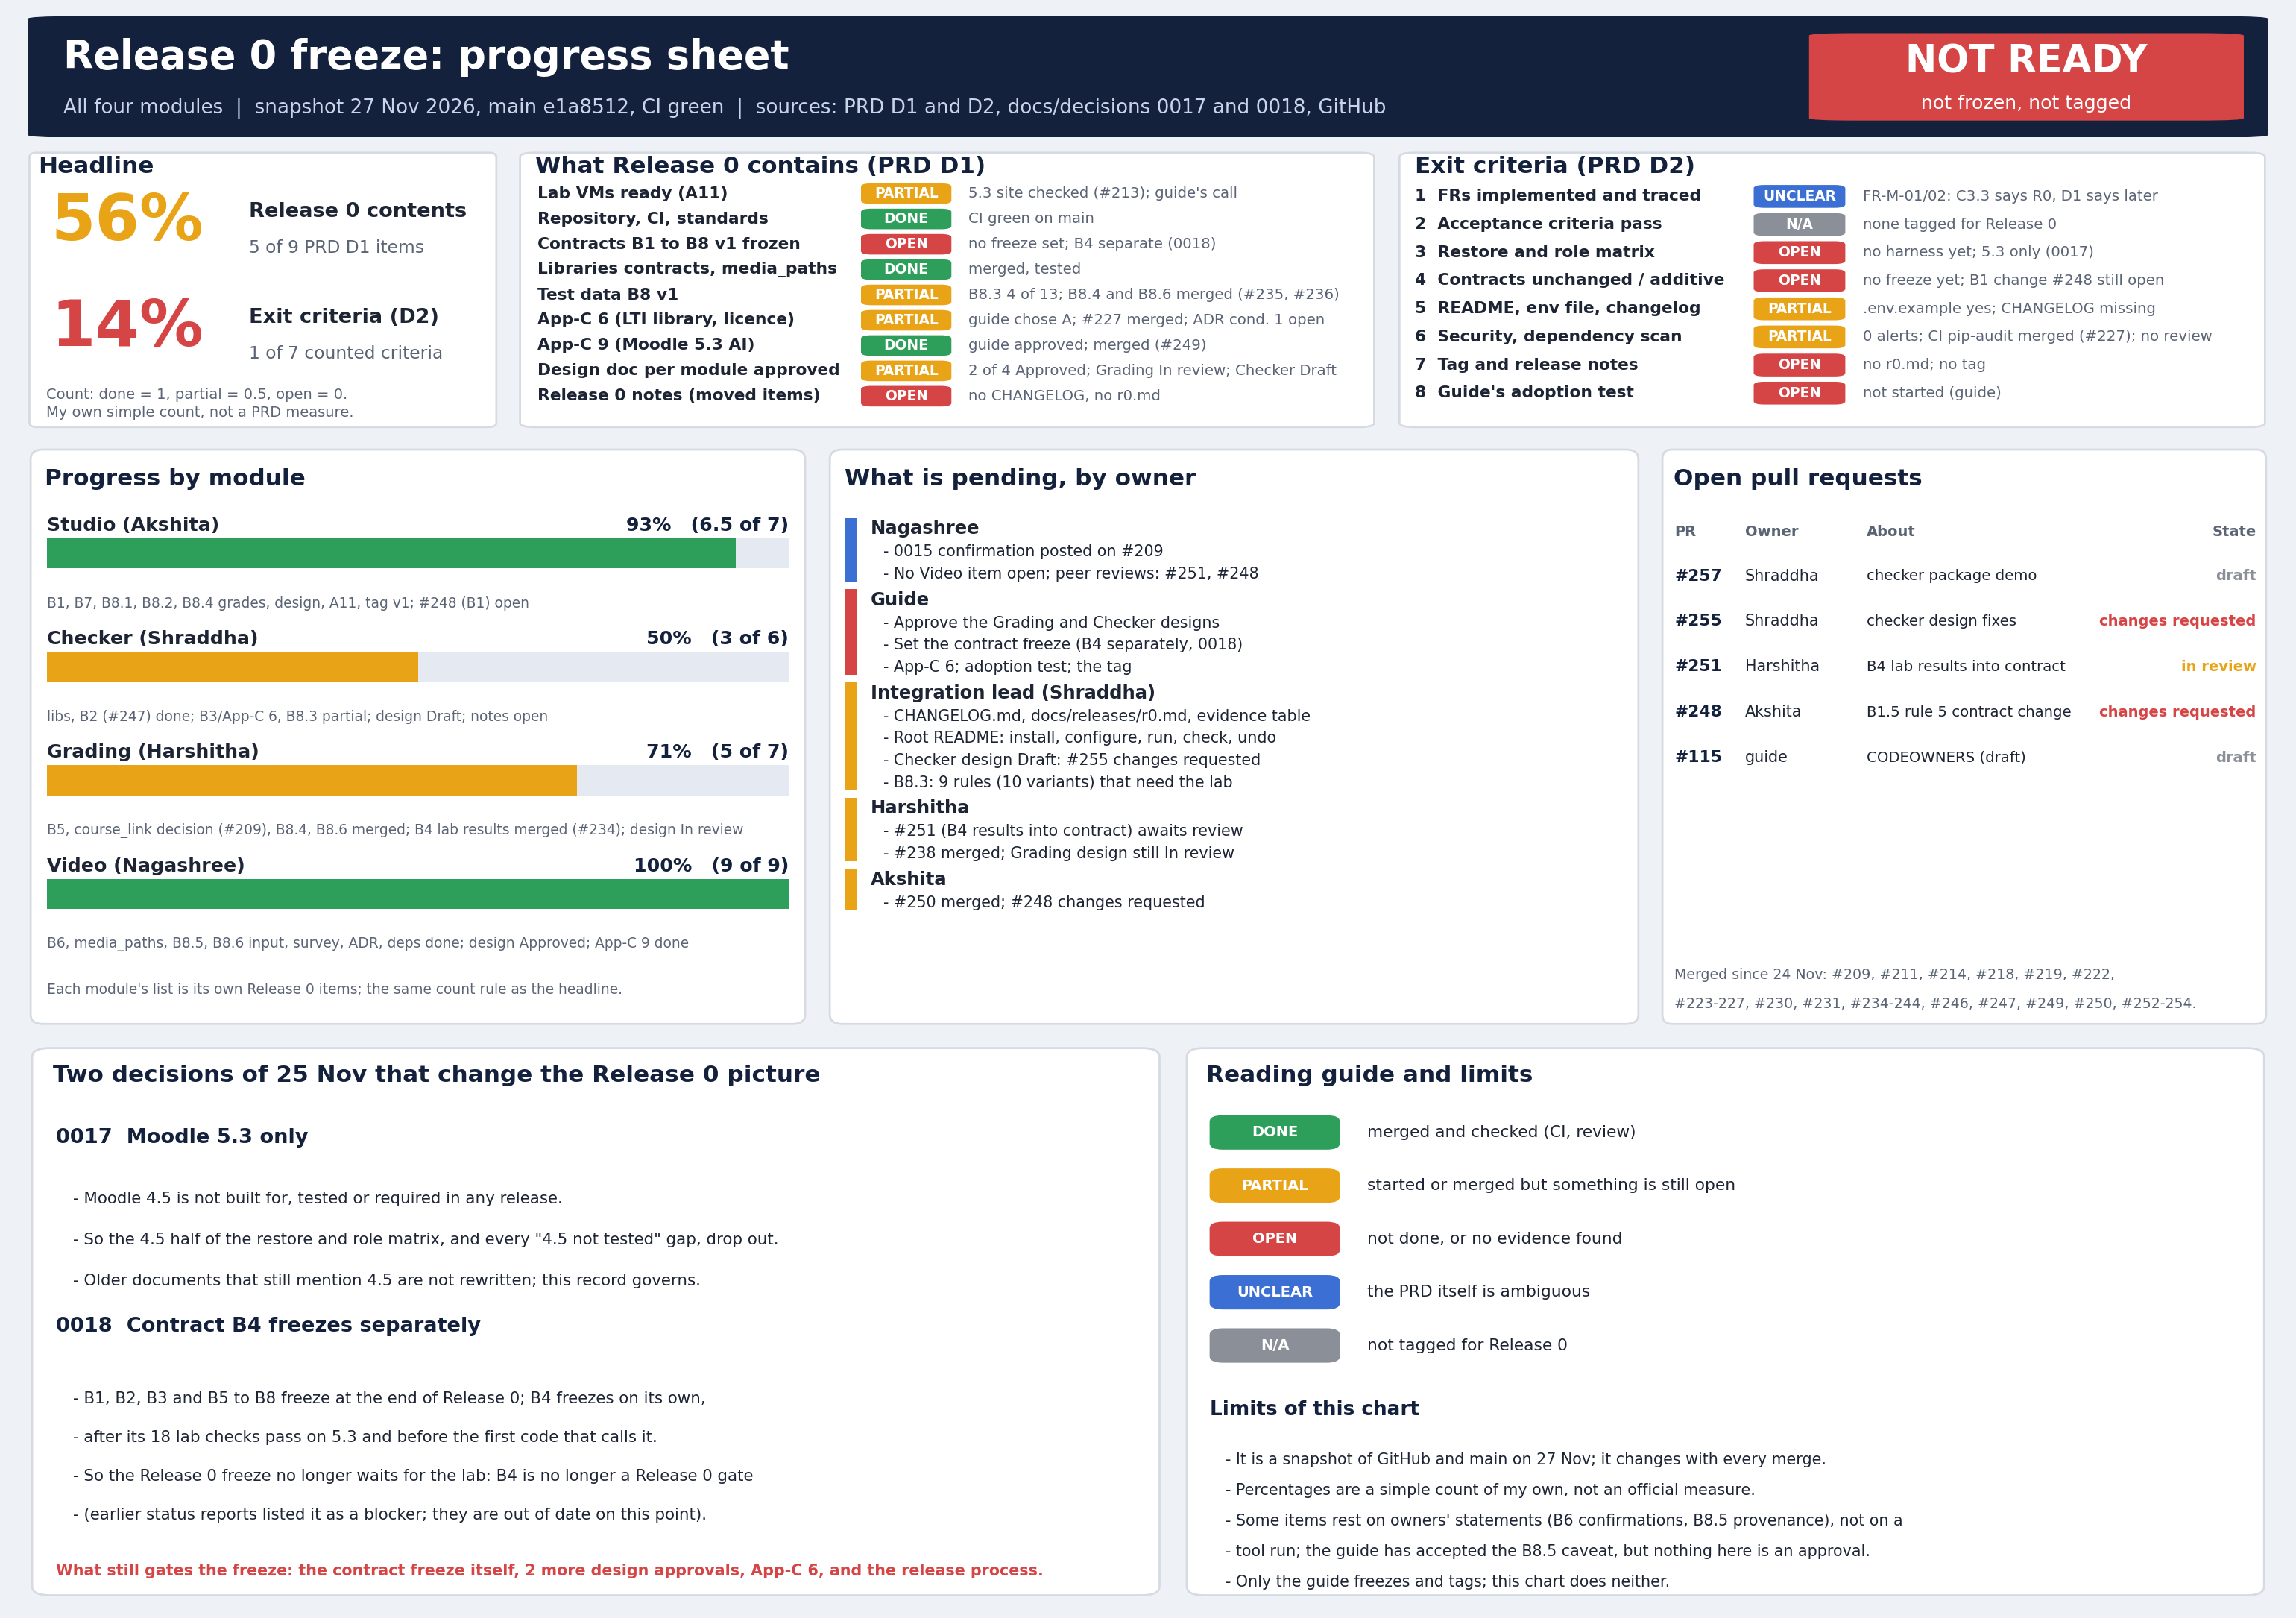 Release 0 freeze: progress sheet
All four modules | snapshot 27 Nov 2026, main e1a8512, CI green | sources: PRD D1 and D2, docs/decisions 0017 and 0018, GitHub
NOT READY
not frozen, not tagged
Headline
56%
Release 0 contents
5 of 9 PRD D1 items
14%
Exit criteria (D2)
1 of 7 counted criteria
Count: done = 1, partial = 0.5, open = 0.
My own simple count, not a PRD measure.
What Release 0 contains (PRD D1)
Lab VMs ready (A11) PARTIAL 5.3 site checked (#213); guide's call
Repository, CI, standards DONE CI green on main
Contracts B1 to B8 v1 frozen OPEN no freeze set; B4 separate (0018)
Libraries contracts, media_paths DONE merged, tested
Test data B8 v1 PARTIAL B8.3 4 of 13; B8.4 and B8.6 merged (#235, #236)
App-C 6 (LTI library, licence) PARTIAL guide chose A; #227 merged; ADR cond. 1 open
App-C 9 (Moodle 5.3 AI) DONE guide approved; merged (#249)
Design doc per module approved PARTIAL 2 of 4 Approved; Grading In review; Checker Draft
Release 0 notes (moved items) OPEN no CHANGELOG, no r0.md
Exit criteria (PRD D2)
1 FRs implemented and traced UNCLEAR FR-M-01/02: C3.3 says R0, D1 says later
2 Acceptance criteria pass N/A none tagged for Release 0
3 Restore and role matrix OPEN no harness yet; 5.3 only (0017)
4 Contracts unchanged / additive OPEN no freeze yet; B1 change #248 still open
5 README, env file, changelog PARTIAL .env.example yes; CHANGELOG missing
6 Security, dependency scan PARTIAL 0 alerts; CI pip-audit merged (#227); no review
7 Tag and release notes OPEN no r0.md; no tag
8 Guide's adoption test OPEN not started (guide)
Progress by module
Studio (Akshita) 93% (6.5 of 7)
B1, B7, B8.1, B8.2, B8.4 grades, design, A11, tag v1; #248 (B1) open
Checker (Shraddha) 50% (3 of 6)
libs, B2 (#247) done; B3/App-C 6, B8.3 partial; design Draft; notes open
Grading (Harshitha) 71% (5 of 7)
B5, course_link decision (#209), B8.4, B8.6 merged; B4 lab results merged (#234); design In review
Video (Nagashree) 100% (9 of 9)
B6, media_paths, B8.5, B8.6 input, survey, ADR, deps done; design Approved; App-C 9 done
Each module's list is its own Release 0 items; the same count rule as the headline.
What is pending, by owner
Nagashree
- 0015 confirmation posted on #209
- No Video item open; peer reviews: #251, #248
Guide
- Approve the Grading and Checker designs
- Set the contract freeze (B4 separately, 0018)
- App-C 6; adoption test; the tag
Integration lead (Shraddha)
- CHANGELOG.md, docs/releases/r0.md, evidence table
- Root README: install, configure, run, check, undo
- Checker design Draft: #255 changes requested
- B8.3: 9 rules (10 variants) that need the lab
Harshitha
- #251 (B4 results into contract) awaits review
- #238 merged; Grading design still In review
Akshita
- #250 merged; #248 changes requested
Open pull requests
PR Owner About State
#257 Shraddha checker package demo draft
#255 Shraddha checker design fixes changes requested
#251 Harshitha B4 lab results into contract in review
#248 Akshita B1.5 rule 5 contract change changes requested
#115 guide CODEOWNERS (draft) draft
Merged since 24 Nov: #209, #211, #214, #218, #219, #222,
#223-227, #230, #231, #234-244, #246, #247, #249, #250, #252-254.
Two decisions of 25 Nov that change the Release 0 picture
0017 Moodle 5.3 only
- Moodle 4.5 is not built for, tested or required in any release.
- So the 4.5 half of the restore and role matrix, and every "4.5 not tested" gap, drop out.
- Older documents that still mention 4.5 are not rewritten; this record governs.
0018 Contract B4 freezes separately
- B1, B2, B3 and B5 to B8 freeze at the end of Release 0; B4 freezes on its own,
- after its 18 lab checks pass on 5.3 and before the first code that calls it.
- So the Release 0 freeze no longer waits for the lab: B4 is no longer a Release 0 gate
- (earlier status reports listed it as a blocker; they are out of date on this point).
What still gates the freeze: the contract freeze itself, 2 more design approvals, App-C 6, and the release process.
Reading guide and limits
DONE merged and checked (CI, review)
PARTIAL started or merged but something is still open
OPEN not done, or no evidence found
UNCLEAR the PRD itself is ambiguous
N/A not tagged for Release 0
Limits of this chart
- It is a snapshot of GitHub and main on 27 Nov; it changes with every merge.
- Percentages are a simple count of my own, not an official measure.
- Some items rest on owners' statements (B6 confirmations, B8.5 provenance), not on a
- tool run; the guide has accepted the B8.5 caveat, but nothing here is an approval.
- Only the guide freezes and tags; this chart does neither.